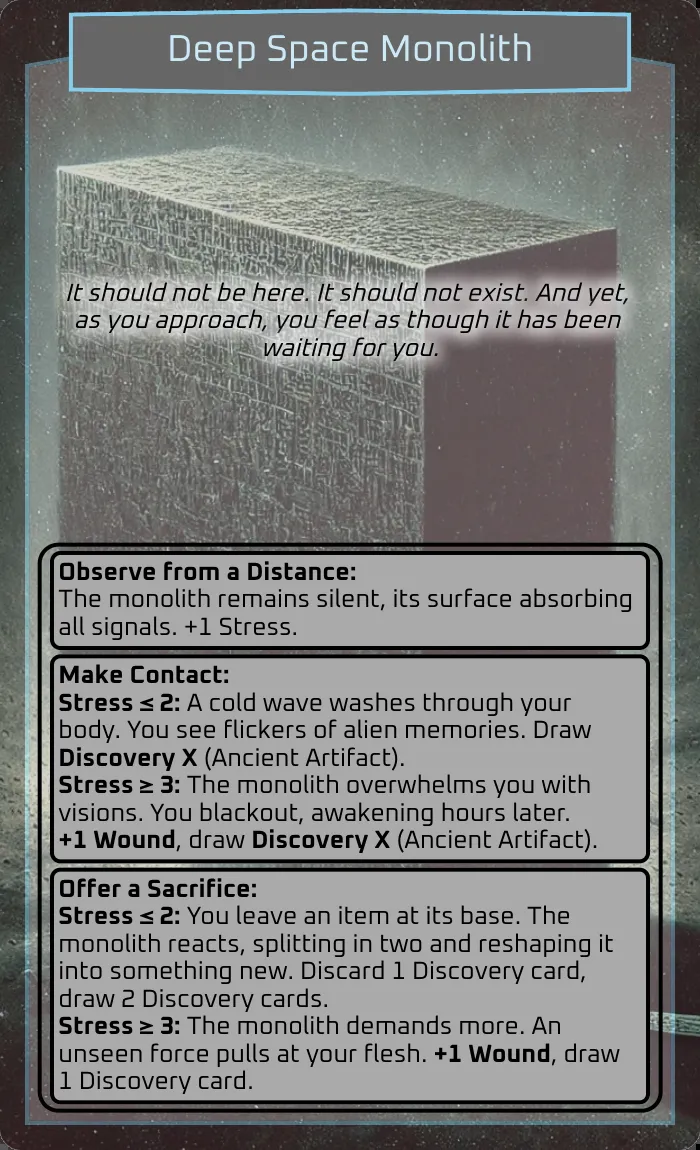 Deep Space Monolith
It should not be here. It should not exist. And yet,
as you approach, you feel as though it has been
waiting for you.
Observe from a Distance:
The monolith remains silent, its surface absorbing
all signals. +1 Stress.
Make Contact:
Stress ≤ 2: A cold wave washes through your
body. You see flickers of alien memories. Draw
Discovery X (Ancient Artifact).
Stress ≥ 3: The monolith overwhelms you with
visions. You blackout, awakening hours later.
+1 Wound, draw Discovery X (Ancient Artifact).
Offer a Sacrifice:
Stress ≤ 2: You leave an item at its base. The
monolith reacts, splitting in two and reshaping it
into something new. Discard 1 Discovery card,
draw 2 Discovery cards.
Stress ≥ 3: The monolith demands more. An
unseen force pulls at your flesh. +1 Wound, draw
1 Discovery card.